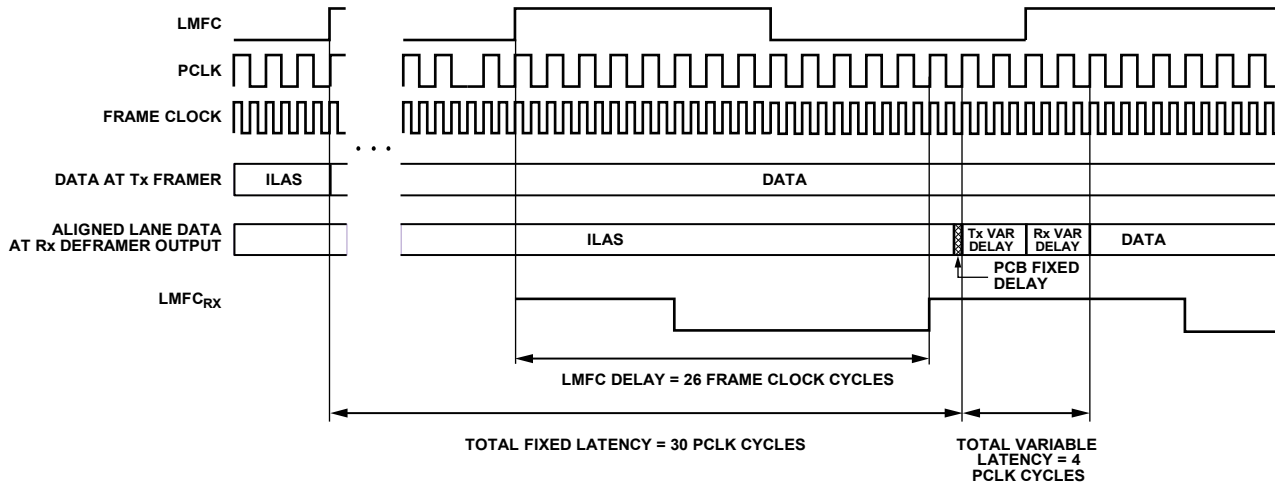 LMFC
PCLK
FRAME CLOCK
. . .
DATA AT Tx FRAMER
ILAS
DATA
ALIGNED LANE DATA
AT Rx DEFRAMER OUTPUT
ILAS
Tx VAR
DELAY
Rx VAR
DELAY
DATA
PCB FIXED
DELAY
LMFCRX
LMFC DELAY = 26 FRAME CLOCK CYCLES
TOTAL FIXED LATENCY = 30 PCLK CYCLES
TOTAL VARIABLE
LATENCY = 4
PCLK CYCLES